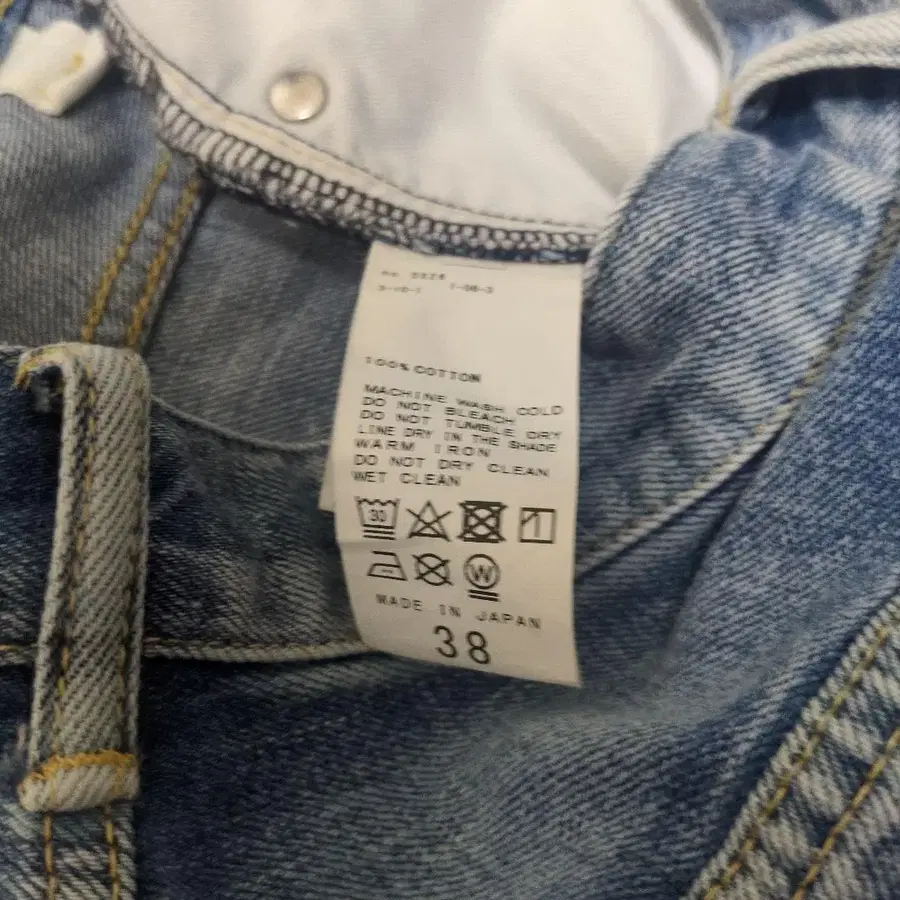 100% COTTON
MACHINE WASH COLD
DO NOT BLEACH
DO NOT TUMBLE DRY
LINE DRY IN THE SHADE
WARM IRON
DO NOT DRY CLEAN
WET CLEAN
30
W
MADE IN JAPAN
38